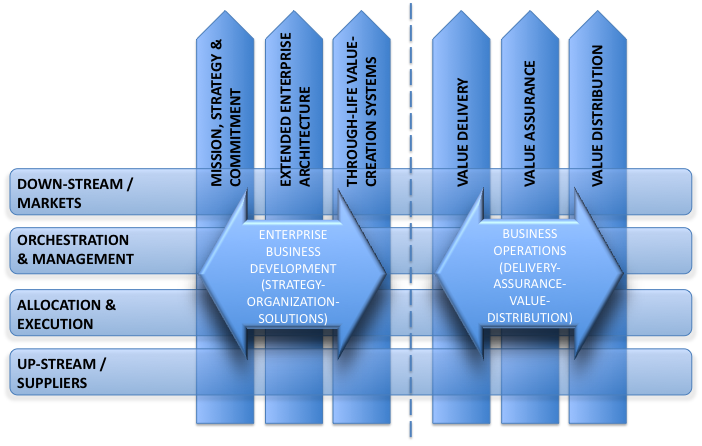 MISSION, STRATEGY &
COMMITMENT
EXTENDED ENTERPRISE
ARCHITECTURE
THROUGH-LIFE VALUE-
CREATION SYSTEMS
VALUE DELIVERY
VALUE ASSURANCE
VALUE DISTRIBUTION
DOWN-STREAM /
MARKETS
ORCHESTRATION
& MANAGEMENT
ALLOCATION &
EXECUTION
UP-STREAM /
SUPPLIERS
ENTERPRISE
BUSINESS
DEVELOPMENT
(STRATEGY-
ORGANIZATION-
SOLUTIONS)
BUSINESS
OPERATIONS
(DELIVERY-
ASSURANCE-
VALUE-
DISTRIBUTION)